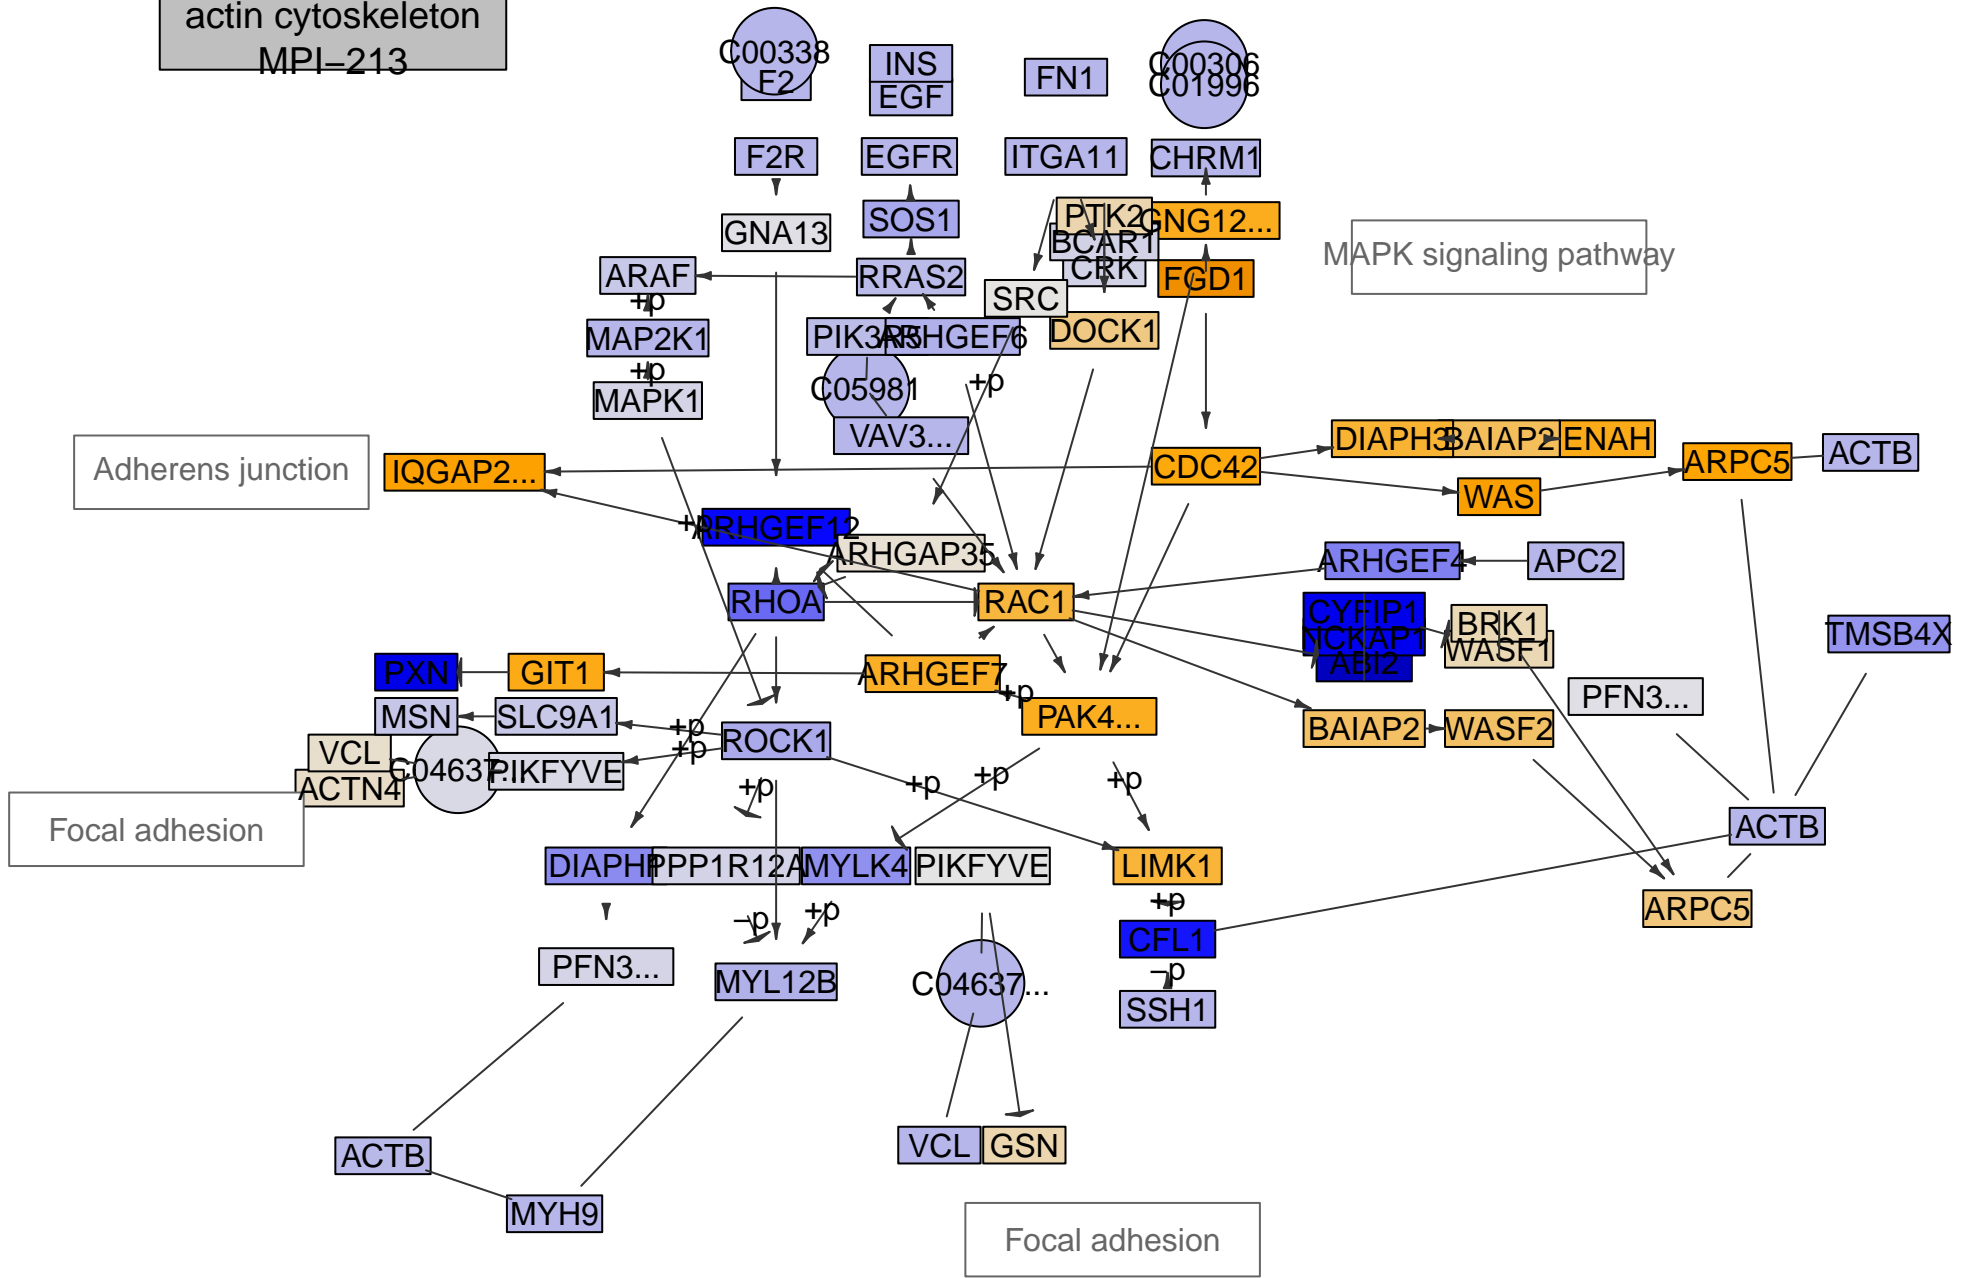 actin cytoskeleton
MPI−213
C00338
F2
INS
EGF
FN1
C00306
C01996
F2R
EGFR
ITGA11
CHRM1
GNA13
SOS1
PTK2
GNG12...
BCAR1
CRK
FGD1
MAPK signaling pathway
ARAF
RRAS2
SRC
DOCK1
+p
MAP2K1
ARHGEF6
+p
MAPK1
C05981
+p
VAV3...
Adherens junction
IQGAP2...
CDC42
DIAPH3
BAIAP2
ENAH
ARPC5
ACTB
WAS
+p
ARHGEF12
ARHGAP35
ARHGEF4
APC2
RHOA
RAC1
CYFIP1
NCKAP1
ABI2
BRK1
WASF1
TMSB4X
PXN
GIT1
ARHGEF7
+p
PFN3...
MSN
SLC9A1
+p
PAK4...
BAIAP2
WASF2
VCL
ACTN4
C04637...
PIKFYVE
+p
ROCK1
+p
+p
+p
+p
Focal adhesion
ACTB
PPP1R12A
MYLK4
PIKFYVE
LIMK1
−p
+p
+p
ARPC5
CFL1
PFN3...
MYL12B
C04637...
−p
SSH1
ACTB
VCL
GSN
MYH9
Focal adhesion